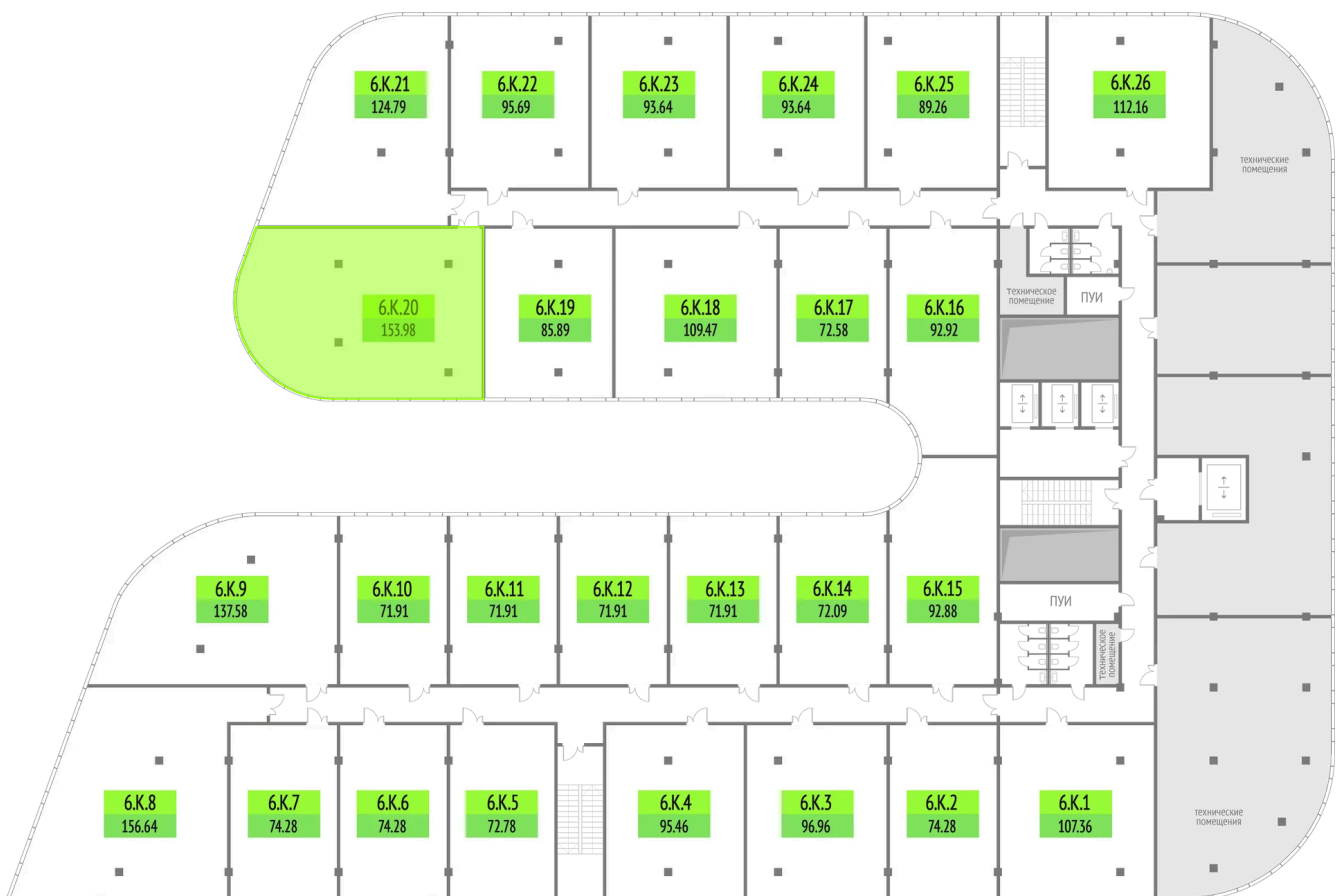 6.К.21
124.79
6.К.22
95.69
6.К.23
93.64
6.К.24
93.64
6.К.25
89.26
6.К.26
112.16
технические
помещения
6.К.20
153.98
6.К.19
85.89
6.К.18
109.47
6.К.17
72.58
6.К.16
92.92
техническое
помещение
ПУИ
6.К.9
137.58
6.К.10
71.91
6.К.11
71.91
6.К.12
71.91
6.К.13
71.91
6.К.14
72.09
6.К.15
92.88
ПУИ
техническое
помещение
6.К.8
156.64
6.К.7
74.28
6.К.6
74.28
6.К.5
72.78
6.К.4
95.46
6.К.3
96.96
6.К.2
74.28
6.К.1
107.36
технические
помещения